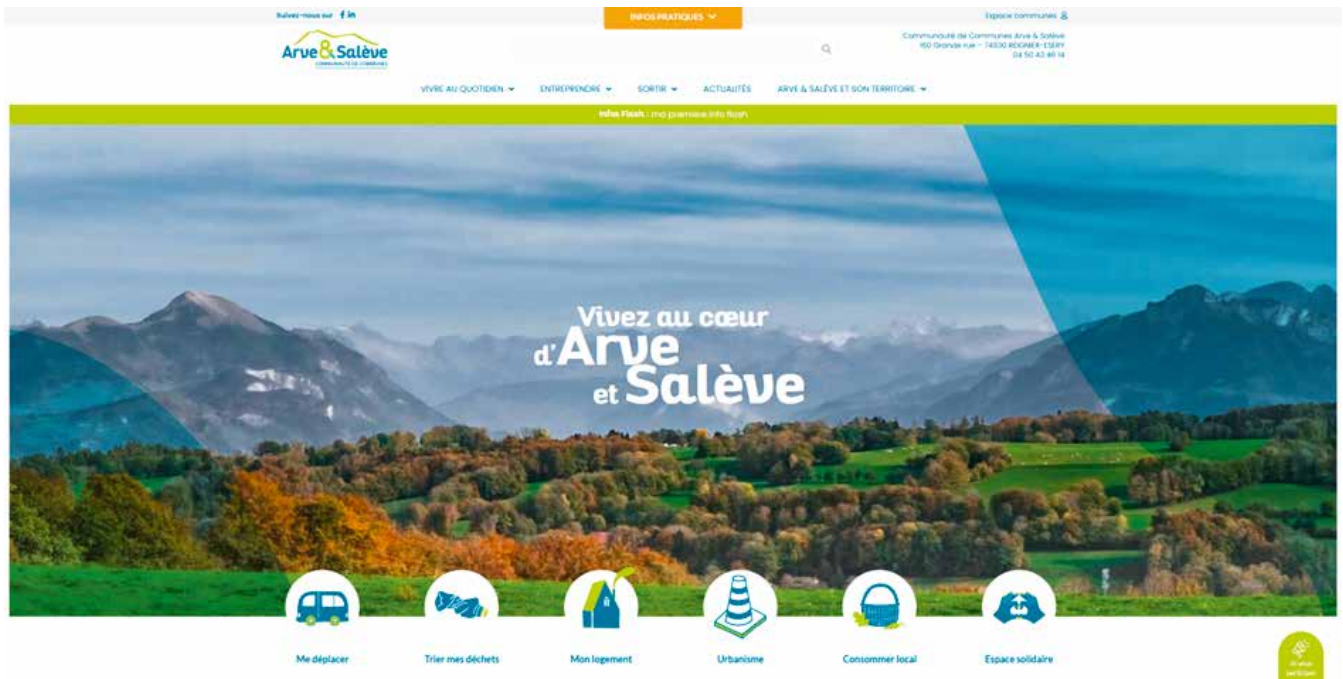 Suivez-nous sur
INFOS PRATIQUES
Espace communes
Arve & Salève
COMMUNAUTÉ DE COMMUNES
Communauté de Communes Arve & Salève
160 Grande rue - 74930 REIGNIER-ESERY
04 50 43 46 14
VIVRE AU QUOTIDIEN
ENTREPRENDRE
SORTIR
ACTUALITÉS
ARVE & SALÈVE ET SON TERRITOIRE
Infos Flash : ma premiere info flash
Vivez au cœur
d'Arve
et Salève
Me déplacer
Trier mes déchets
Mon logement
Urbanisme
Consommer local
Espace solidaire